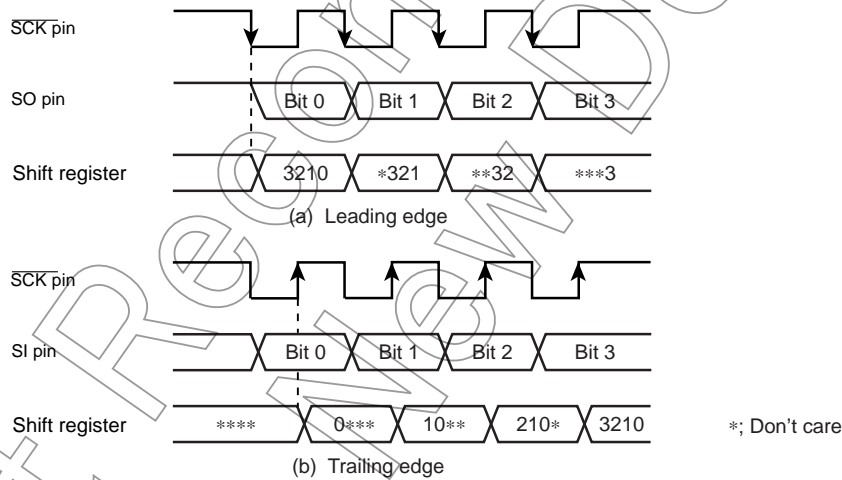 SCK pin
SO pin Bit 0 Bit 1 Bit 2 Bit 3
Shift register 3210 *321 **32 ***3
(a) Leading edge
SCK pin
SI pin Bit 0 Bit 1 Bit 2 Bit 3
Shift register **** 0*** 10** 210* 3210 *; Don't care
(b) Trailing edge